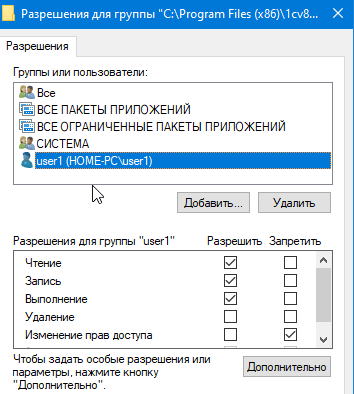 Разрешения для группы "C:\Program Files (x86)\1cv8...
Разрешения
Группы или пользователи:
Все
ВСЕ ПАКЕТЫ ПРИЛОЖЕНИЙ
ВСЕ ОГРАНИЧЕННЫЕ ПАКЕТЫ ПРИЛОЖЕНИЙ
СИСТЕМА
user1 (HOME-PC\user1)
Добавить...
Удалить
Разрешения для группы "user1"
Разрешить
Запретить
Чтение
Запись
Выполнение
Удаление
Изменение прав доступа
Чтобы задать особые разрешения или
параметры, нажмите кнопку
"Дополнительно".
Дополнительно